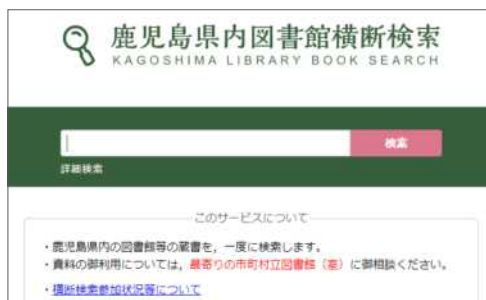 鹿児島県内図書館横断検索
KAGOSHIMA LIBRARY BOOK SEARCH
検索
詳細検索
このサービスについて
・鹿児島県内の図書館等の蔵書を，一度に検索します。
・資料の御利用については，最寄りの市町村立図書館（室）に御相談ください。
・横断検索参加状況等について